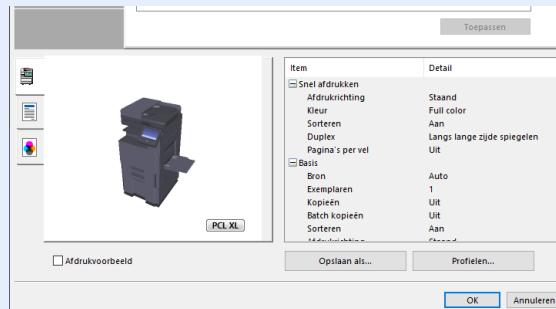 Toepassen
Item Detail
Snel afdrukken
Afdrukrichting Staand
Kleur Full color
Sorteren Aan
Duplex Langs lange zijde spiegelen
Pagina's per vel Uit
Basis
Bron Auto
Exemplaren 1
Kopieën Uit
Batch kopieën Uit
Sorteren Aan
Afdrukrichting Staand
PCL XL
Afdrukvoorbeeld
Opslaan als... Profielen...
OK Annuleren